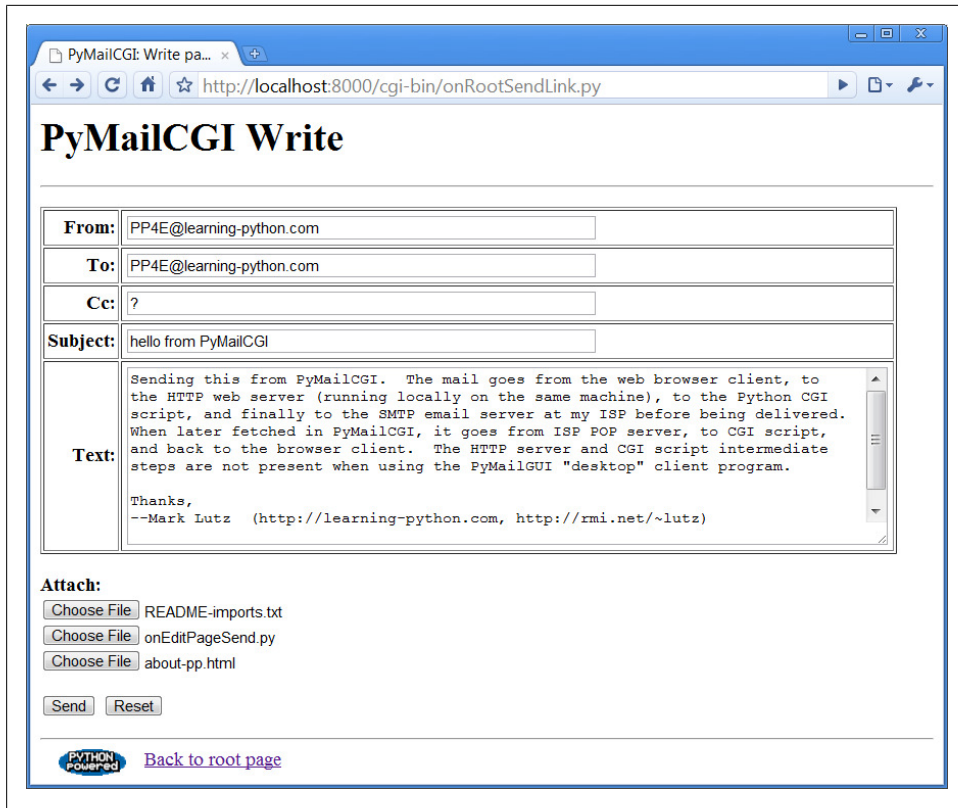 PyMailCGI: Write pa...
http://localhost:8000/cgi-bin/onRootSendLink.py
PyMailCGI Write
From: PP4E@learning-python.com
To: PP4E@learning-python.com
Cc: ?
Subject: hello from PyMailCGI
Text:
Sending this from PyMailCGI.  The mail goes from the web browser client, to
the HTTP web server (running locally on the same machine), to the Python CGI
script, and finally to the SMTP email server at my ISP before being delivered.
When later fetched in PyMailCGI, it goes from ISP POP server, to CGI script,
and back to the browser client.  The HTTP server and CGI script intermediate
steps are not present when using the PyMailGUI "desktop" client program.
Thanks,
--Mark Lutz  (http://learning-python.com, http://rmi.net/~lutz)
Attach:
Choose File README-imports.txt
Choose File onEditPageSend.py
Choose File about-pp.html
Send Reset
PYTHON
Powered
Back to root page